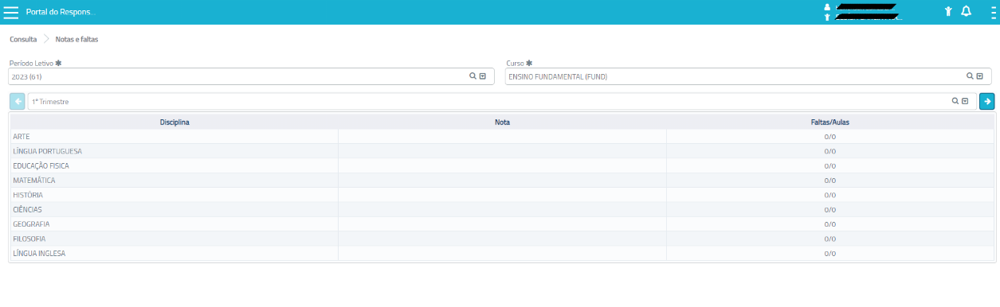 Portal do Respons...
Consulta > Notas e faltas
Período Letivo ✱ Curso ✱
2023 (61) ENSINO FUNDAMENTAL (FUND)
1º Trimestre
Disciplina Nota Faltas/Aulas
ARTE 0/0
LÍNGUA PORTUGUESA 0/0
EDUCAÇÃO FISICA 0/0
MATEMÁTICA 0/0
HISTÓRIA 0/0
CIÊNCIAS 0/0
GEOGRAFIA 0/0
FILOSOFIA 0/0
LÍNGUA INGLESA 0/0